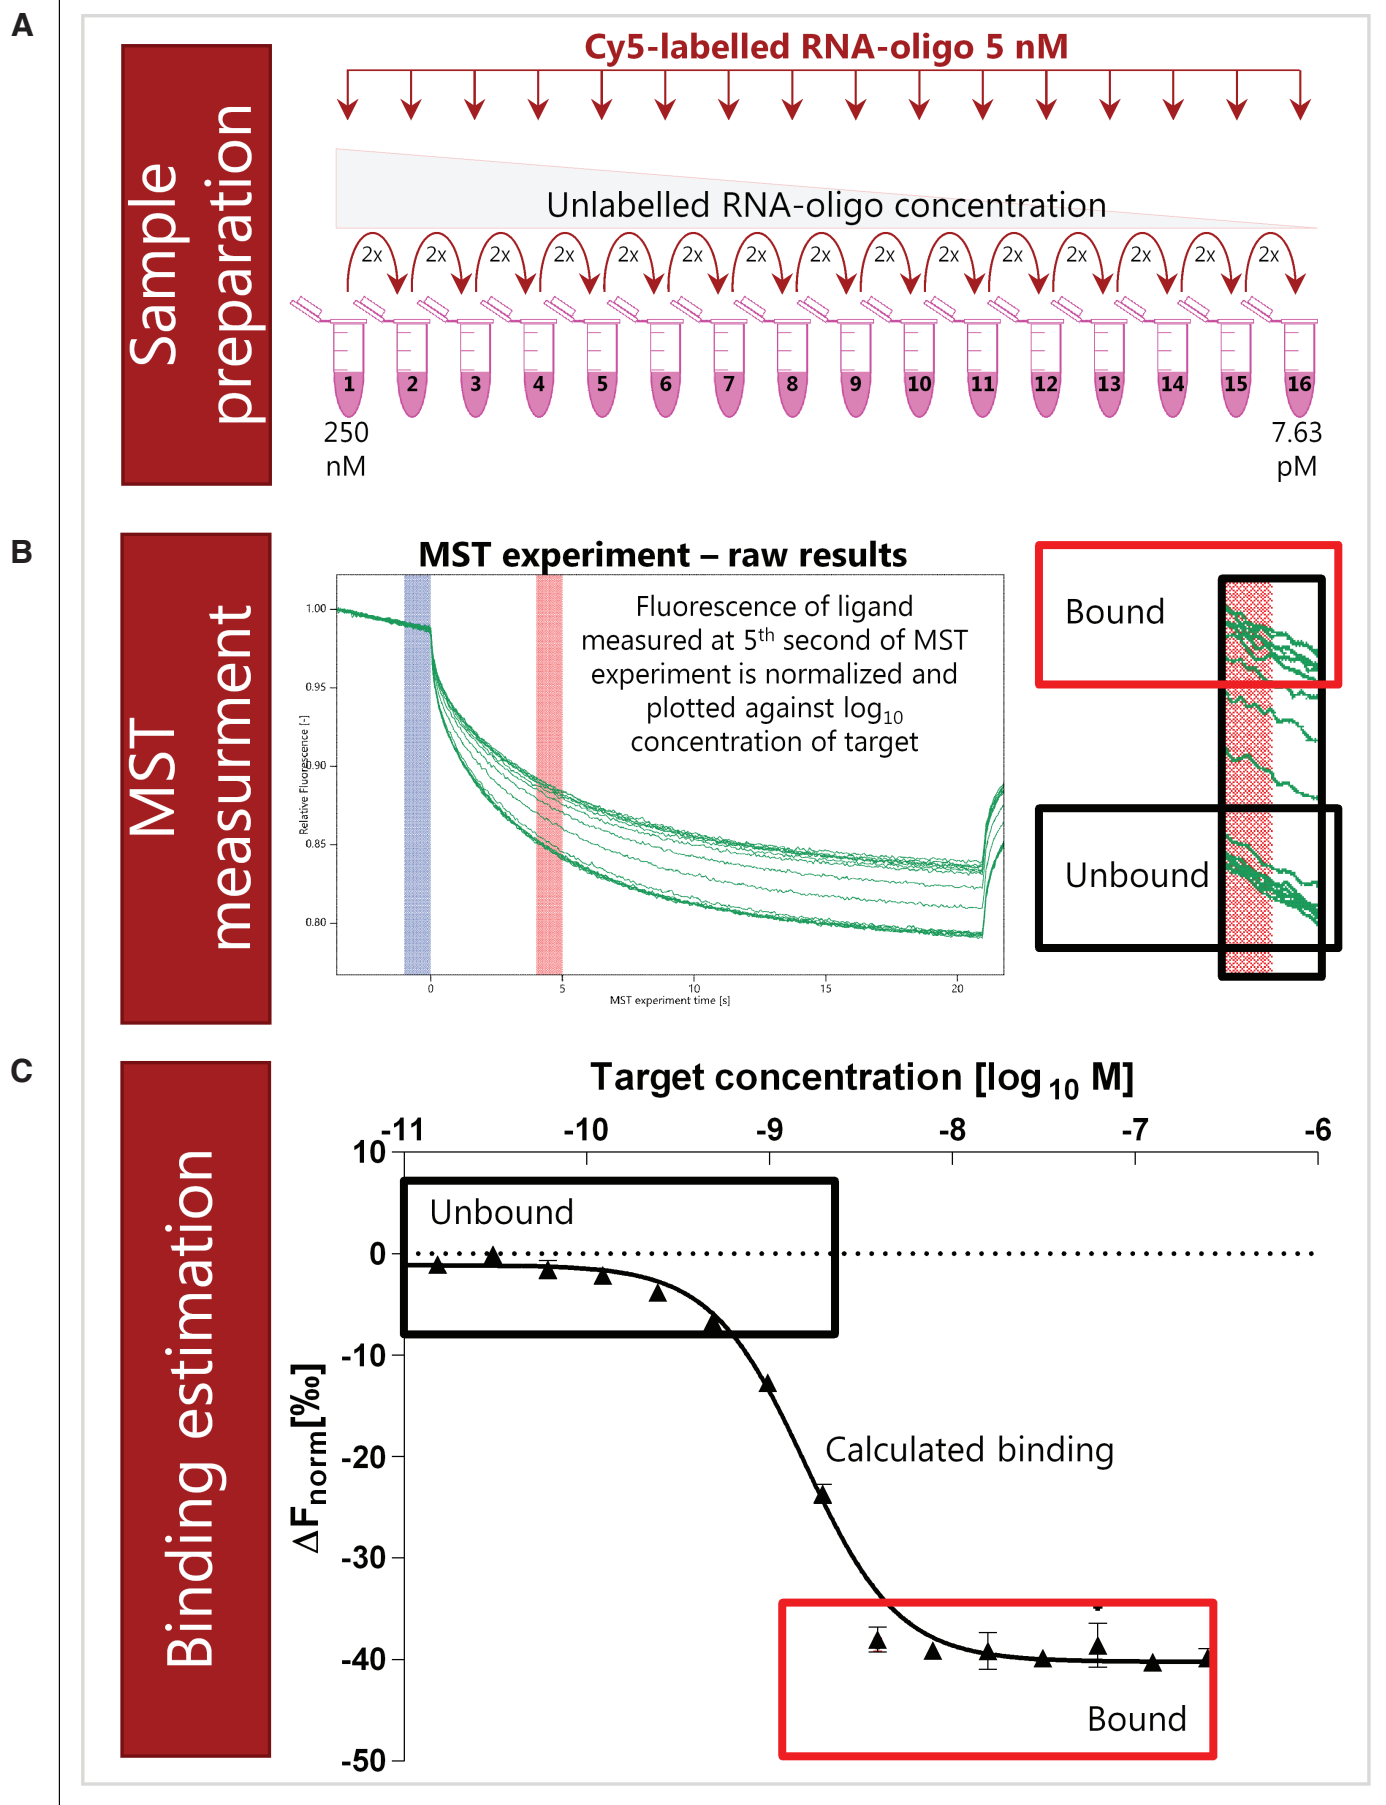 A
Sample
preparation
Cy5-labelled RNA-oligo 5 nM
Unlabelled RNA-oligo concentration
2x 2x 2x 2x 2x 2x 2x 2x 2x 2x 2x 2x 2x 2x 2x
1 2 3 4 5 6 7 8 9 10 11 12 13 14 15 16
250
nM
7.63
pM
B
MST
measurment
MST experiment – raw results
Fluorescence of ligand
measured at 5th second of MST
experiment is normalized and
plotted against log10
concentration of target
Relative Fluorescence [-]
1.00
0.95
0.90
0.85
0.80
0 5 10 15 20
MST experiment time [s]
Bound
Unbound
C
Binding estimation
Target concentration [log10 M]
-11 -10 -9 -8 -7 -6
10
0
-10
-20
-30
-40
-50
ΔFnorm[‰]
Unbound
Calculated binding
Bound